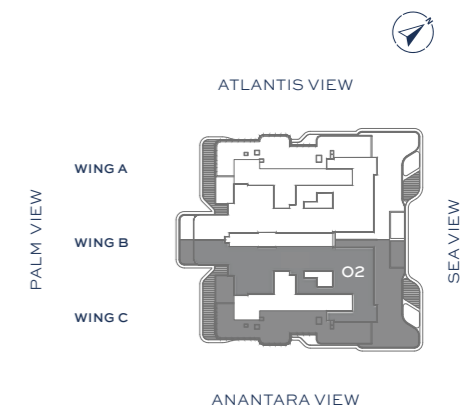 N
ATLANTIS VIEW
WING A
PALM VIEW
WING B
SEA VIEW
02
WING C
ANANTARA VIEW